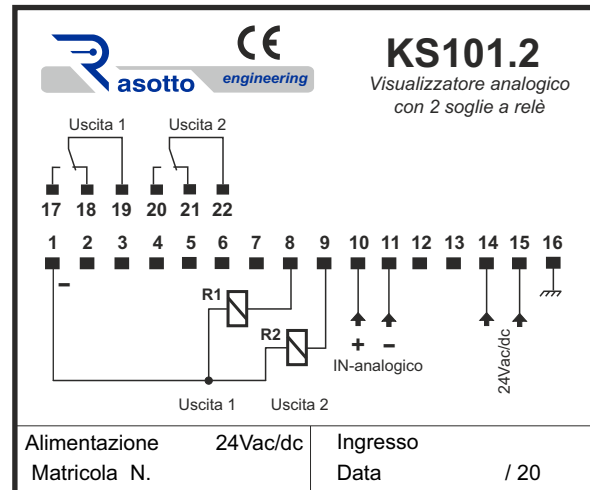 Rasotto
engineering
CE
KS101.2
Visualizzatore analogico
con 2 soglie a relè
Uscita 1 Uscita 2
17 18 19 20 21 22
1 2 3 4 5 6 7 8 9 10 11 12 13 14 15 16
−
R1
R2
+ −
IN-analogico
24Vac/dc
Uscita 1 Uscita 2
Alimentazione 24Vac/dc
Matricola N.
Ingresso
Data / 20